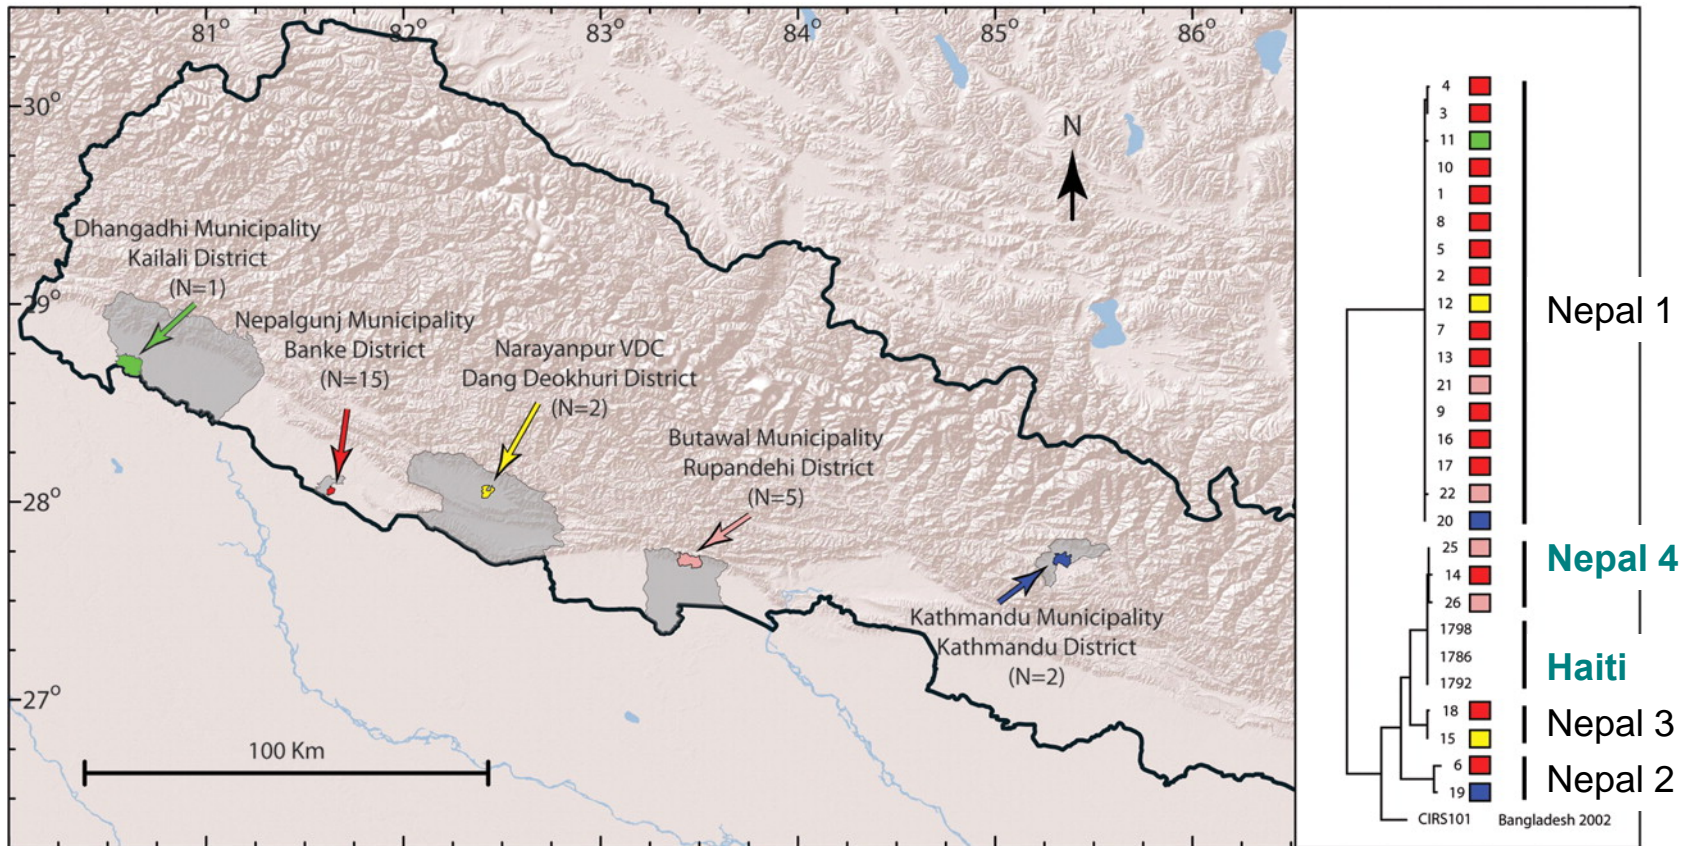 81°
82°
83°
84°
85°
86°
30°
29°
28°
27°
N
Dhangadhi Municipality
Kailali District
(N=1)
Nepalgunj Municipality
Banke District
(N=15)
Narayanpur VDC
Dang Deokhuri District
(N=2)
Butawal Municipality
Rupandehi District
(N=5)
Kathmandu Municipality
Kathmandu District
(N=2)
100 Km
4
3
11
10
1
8
5
2
12
7
13
21
9
16
17
22
20
Nepal 1
25
14
26
Nepal 4
1798
1786
1792
Haiti
18
15
Nepal 3
6
19
Nepal 2
CIRS101 Bangladesh 2002